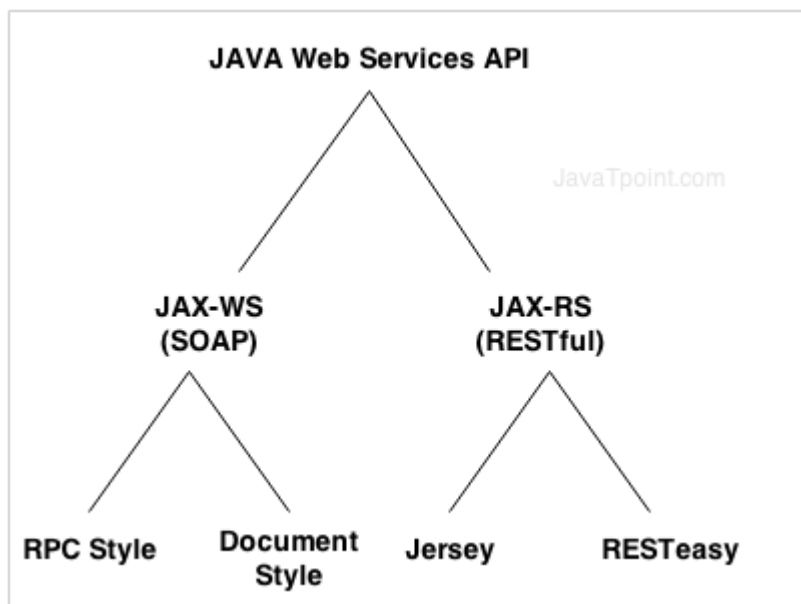 JAVA Web Services API
JavaTpoint.com
JAX-WS
(SOAP)
JAX-RS
(RESTful)
RPC Style
Document
Style
Jersey
RESTeasy